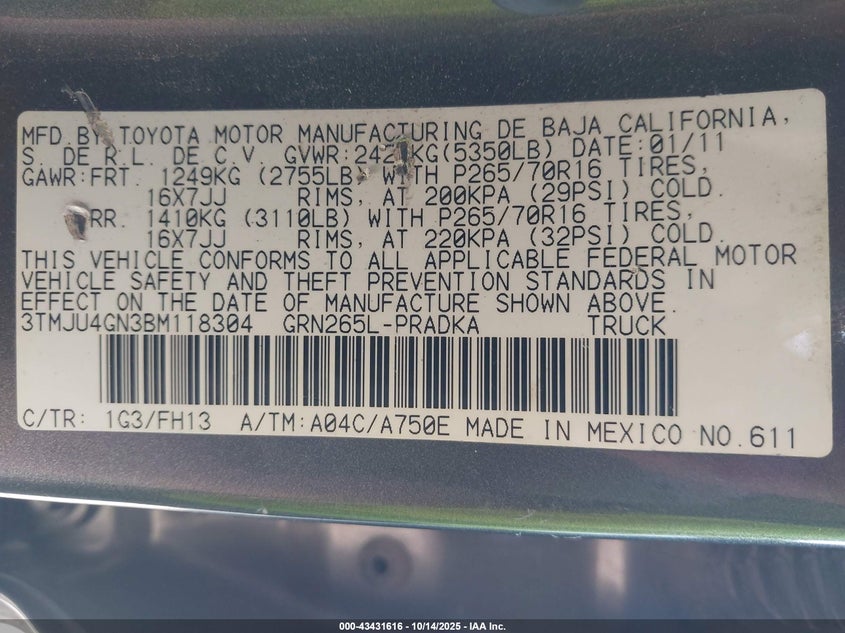 MFD.BY TOYOTA MOTOR MANUFACTURING DE BAJA CALIFORNIA,
S. DE R.L. DE C.V. GVWR:2427KG(5350LB) DATE:01/11
GAWR:FRT. 1249KG (2755LB) WITH P265/70R16 TIRES,
16X7JJ RIMS, AT 200KPA (29PSI) COLD.
RR. 1410KG (3110LB) WITH P265/70R16 TIRES,
16X7JJ RIMS, AT 220KPA (32PSI) COLD.
THIS VEHICLE CONFORMS TO ALL APPLICABLE FEDERAL MOTOR
VEHICLE SAFETY AND THEFT PREVENTION STANDARDS IN
EFFECT ON THE DATE OF MANUFACTURE SHOWN ABOVE.
3TMJU4GN3BM118304 GRN265L-PRADKA TRUCK
C/TR: 1G3/FH13 A/TM:A04C/A750E MADE IN MEXICO NO.611
000-43431616 - 10/14/2025 - IAA Inc.